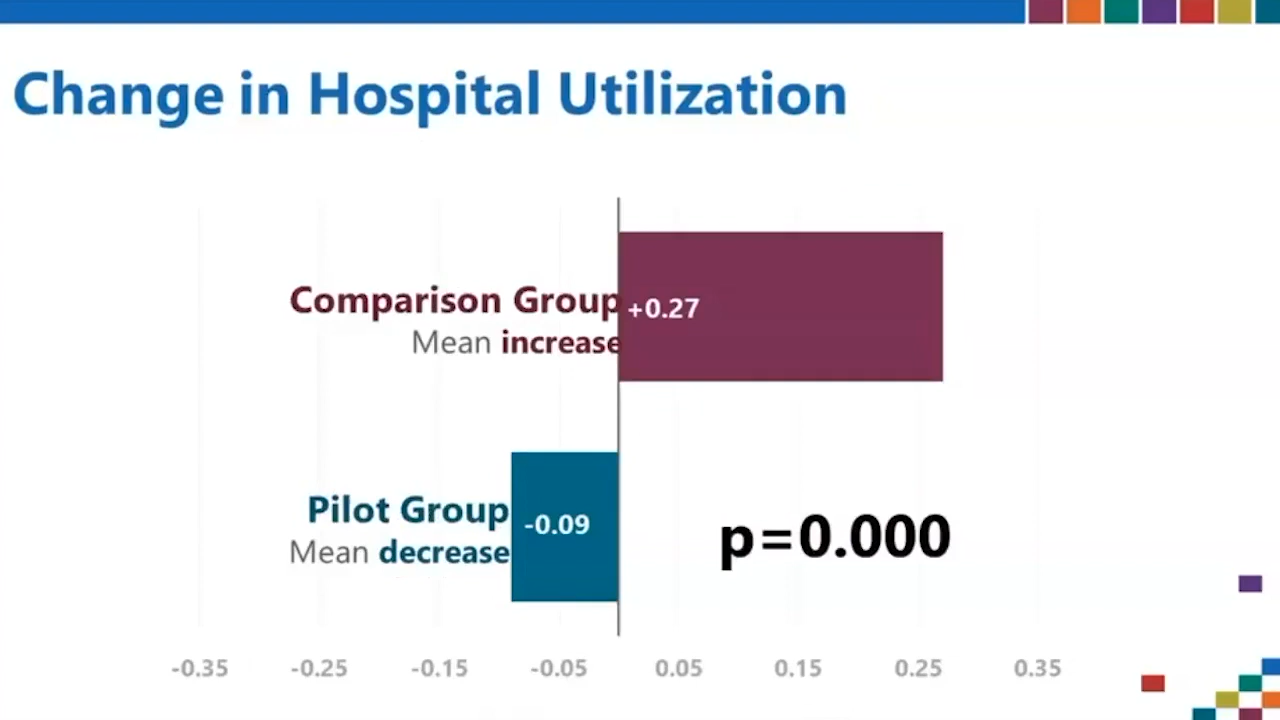 Change in Hospital Utilization
Comparison Group
Mean increase
+0.27
Pilot Group
Mean decrease
-0.09
p=0.000
-0.35 -0.25 -0.15 -0.05 0.05 0.15 0.25 0.35